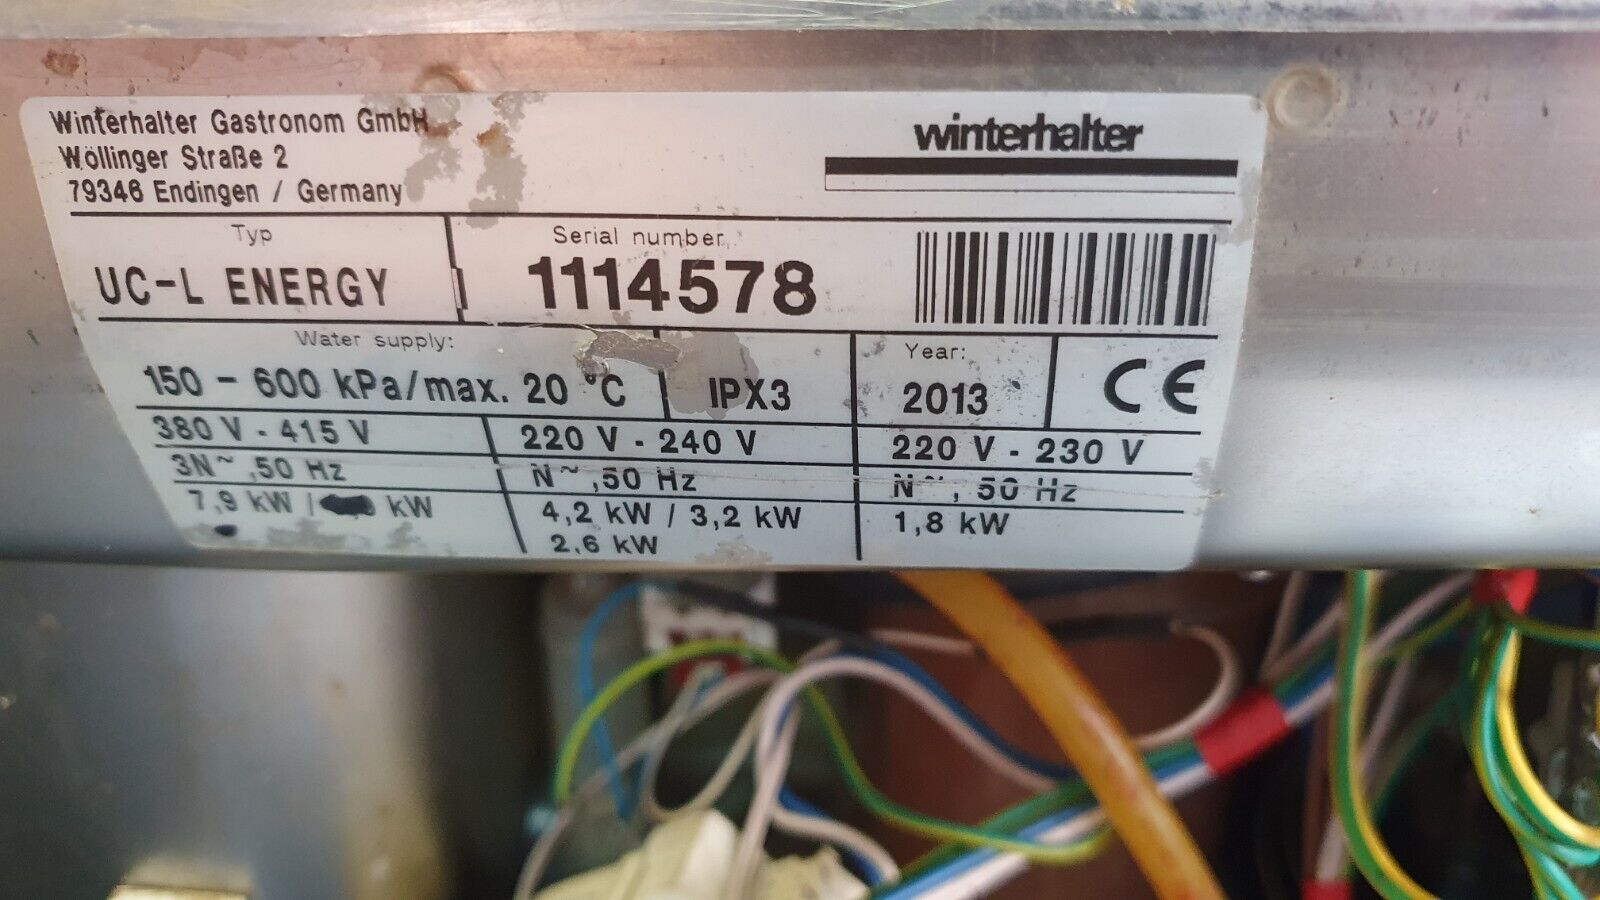 Winterhalter Gastronom GmbH
Wöllinger Straße 2
79346 Endingen / Germany
winterhalter
Typ
UC-L ENERGY
Serial number
1114578
Water supply:
150 - 600 kPa/max. 20 °C
IPX3
Year:
2013
CE
380 V - 415 V
3N~, 50 Hz
7,9 kW / kW
220 V - 240 V
N~, 50 Hz
4,2 kW / 3,2 kW
2,6 kW
220 V - 230 V
N~, 50 Hz
1,8 kW